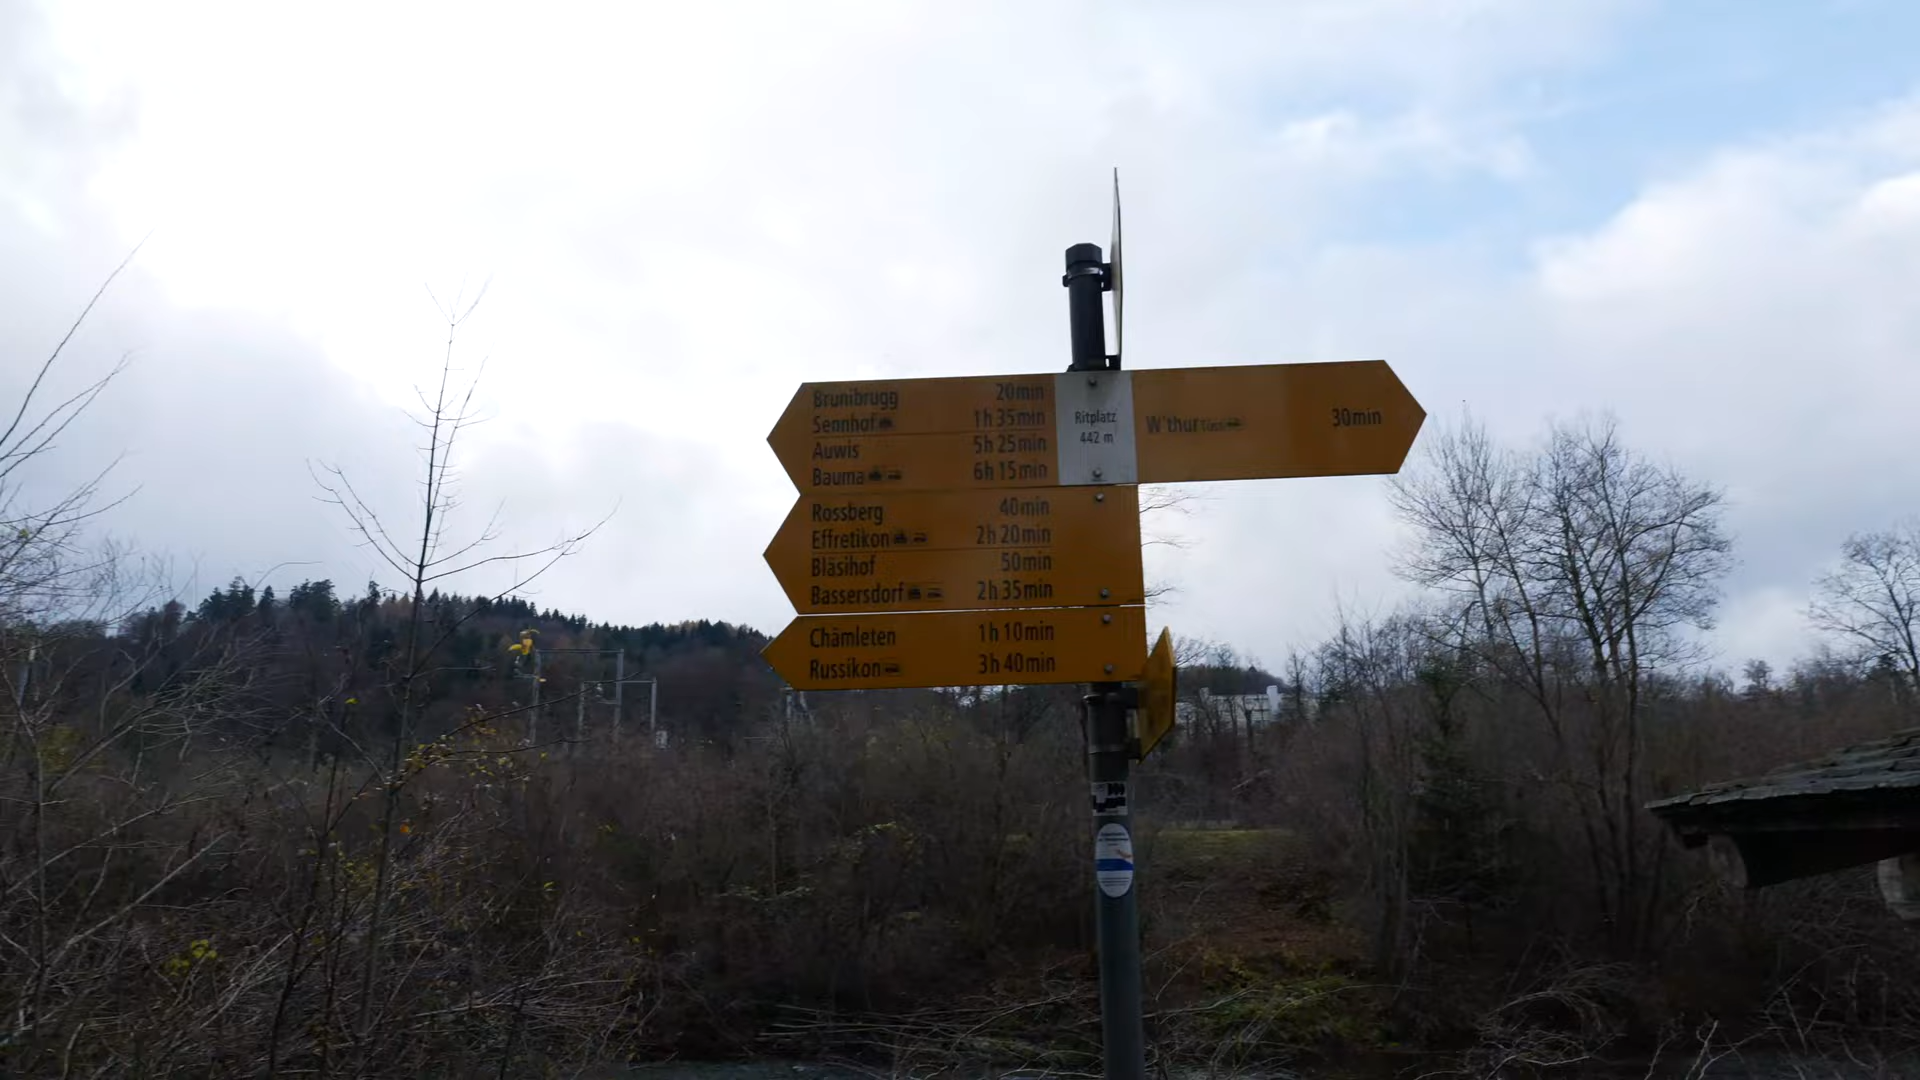 Brunibrugg 20min
Sennhof 1h 35min
Auwis 5h 25min
Bauma 6h 15min
Ritplatz
442 m
W'thur Töss 30min
Rossberg 40min
Effretikon 2h 20min
Bläsihof 50min
Bassersdorf 2h 35min
Chämleten 1h 10min
Russikon 3h 40min